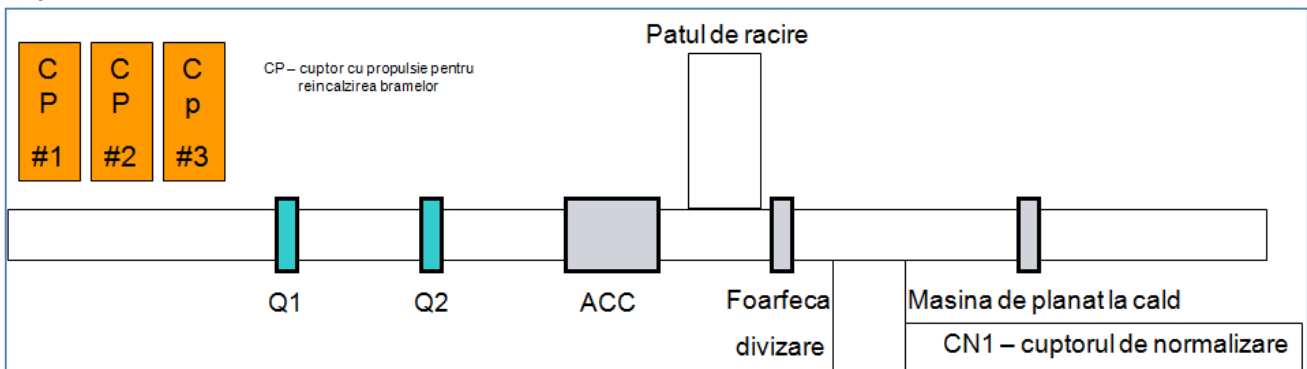 Patul de racire
C
P
#1
C
P
#2
C
p
#3
CP – cuptor cu propulsie pentru
reincalzirea bramelor
Q1
Q2
ACC
Foarfeca
divizare
Masina de planat la cald
CN1 – cuptorul de normalizare